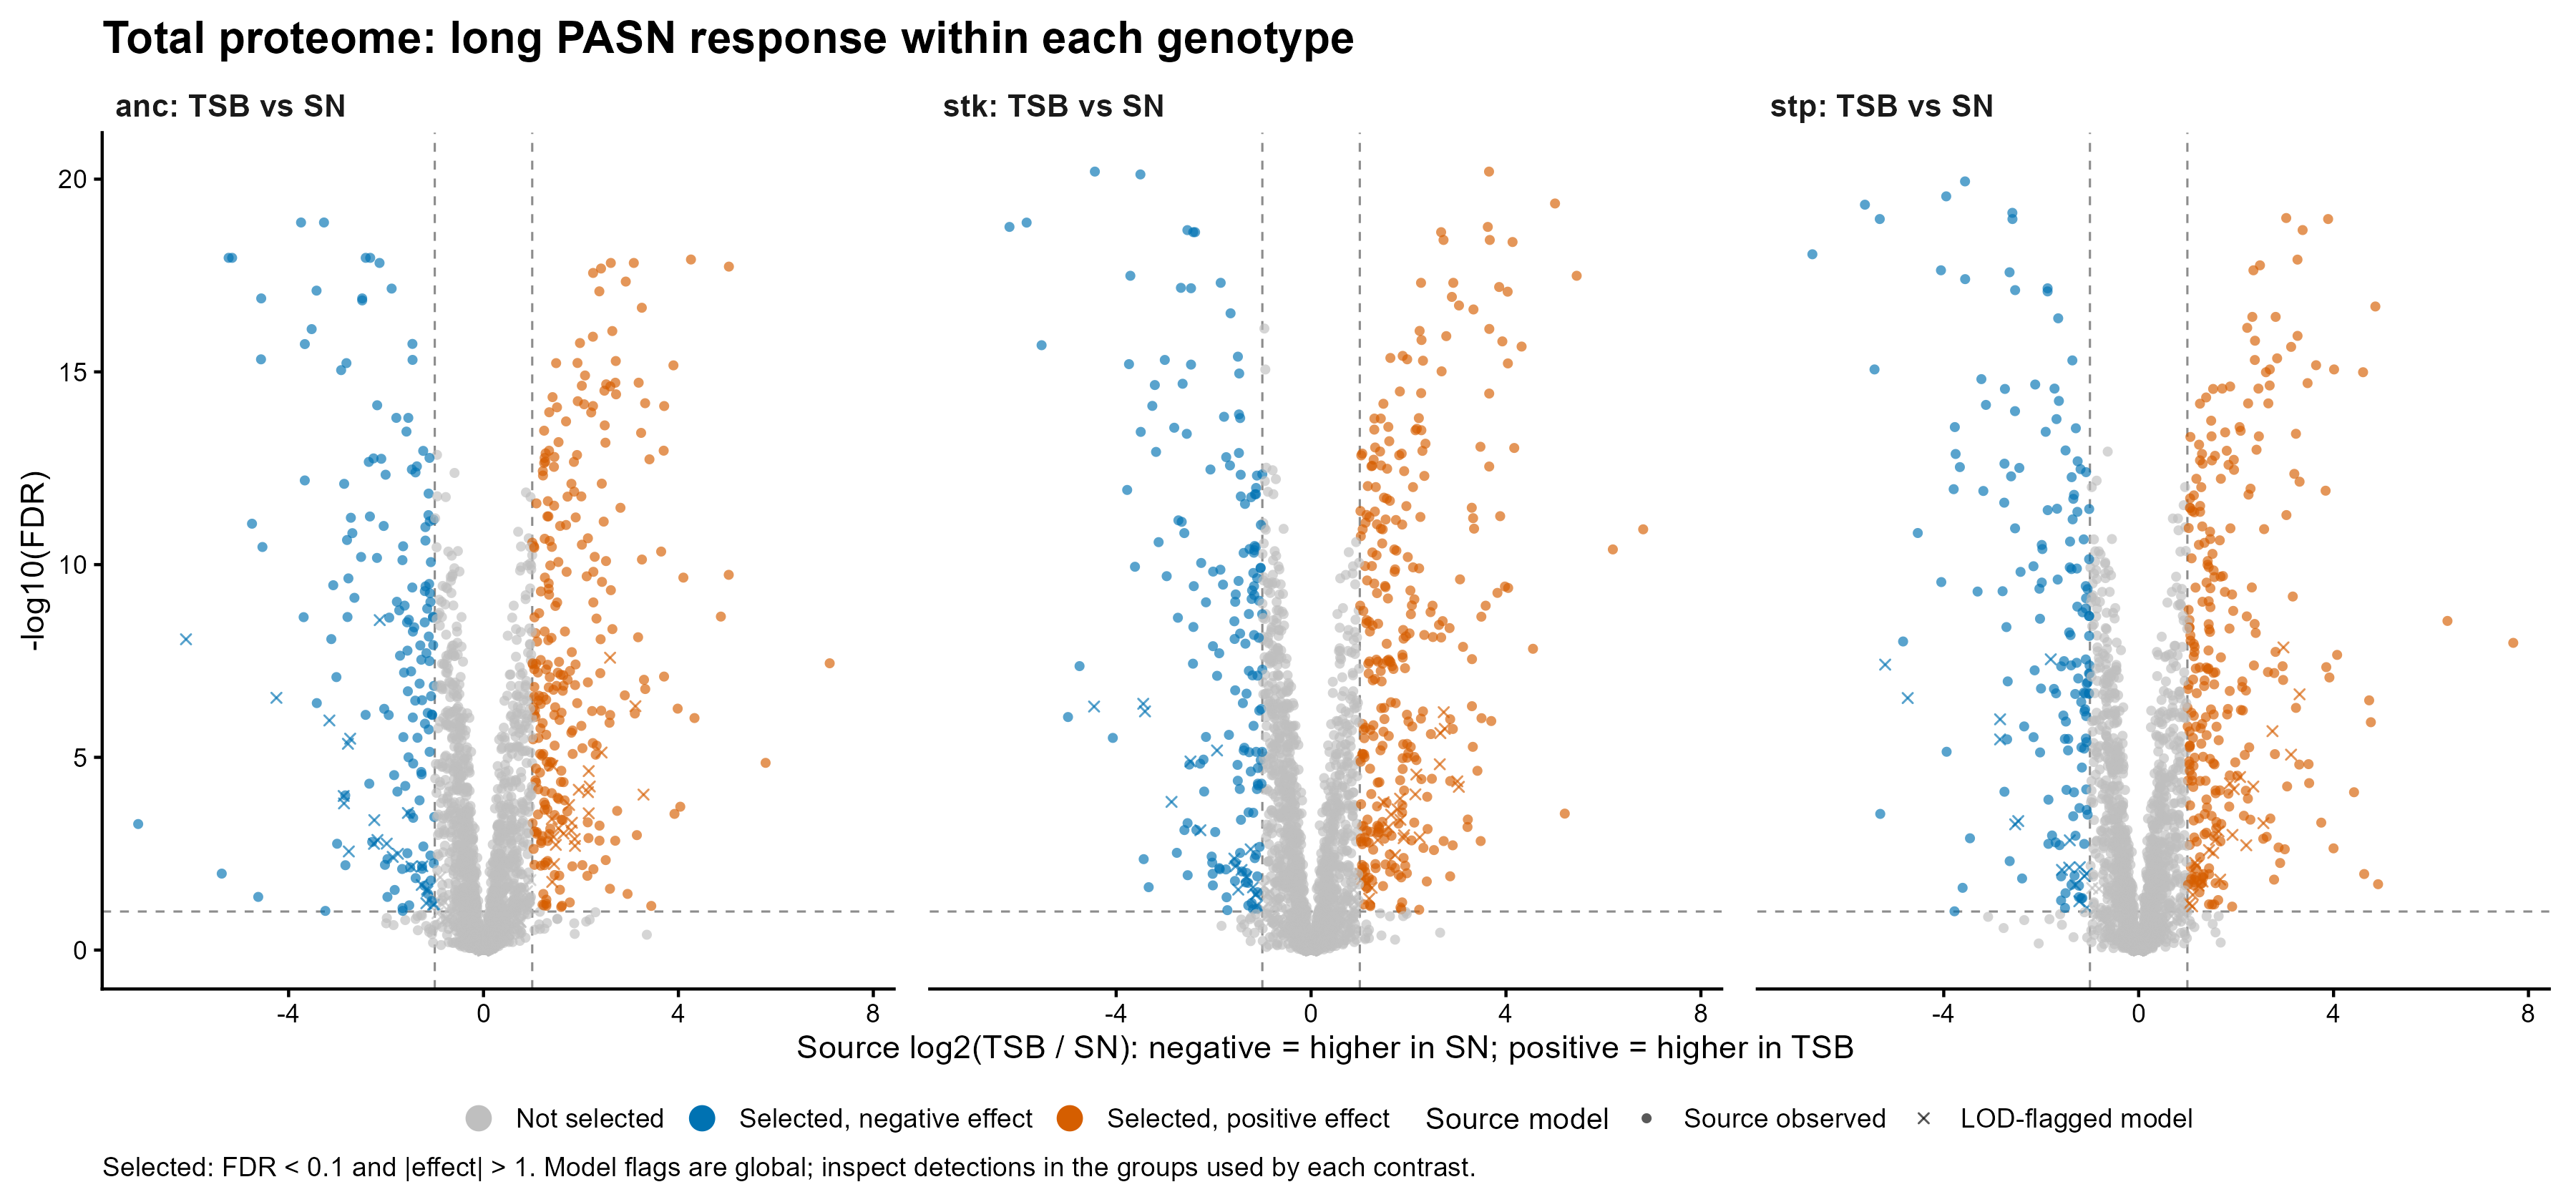 Total proteome: long PASN response within each genotype
anc: TSB vs SN
stk: TSB vs SN
stp: TSB vs SN
-log10(FDR)
20
15
10
5
0
-4 0 4 8
-4 0 4 8
-4 0 4 8
Source log2(TSB / SN): negative = higher in SN; positive = higher in TSB
Not selected Selected, negative effect Selected, positive effect Source model Source observed LOD-flagged model
Selected: FDR < 0.1 and |effect| > 1. Model flags are global; inspect detections in the groups used by each contrast.